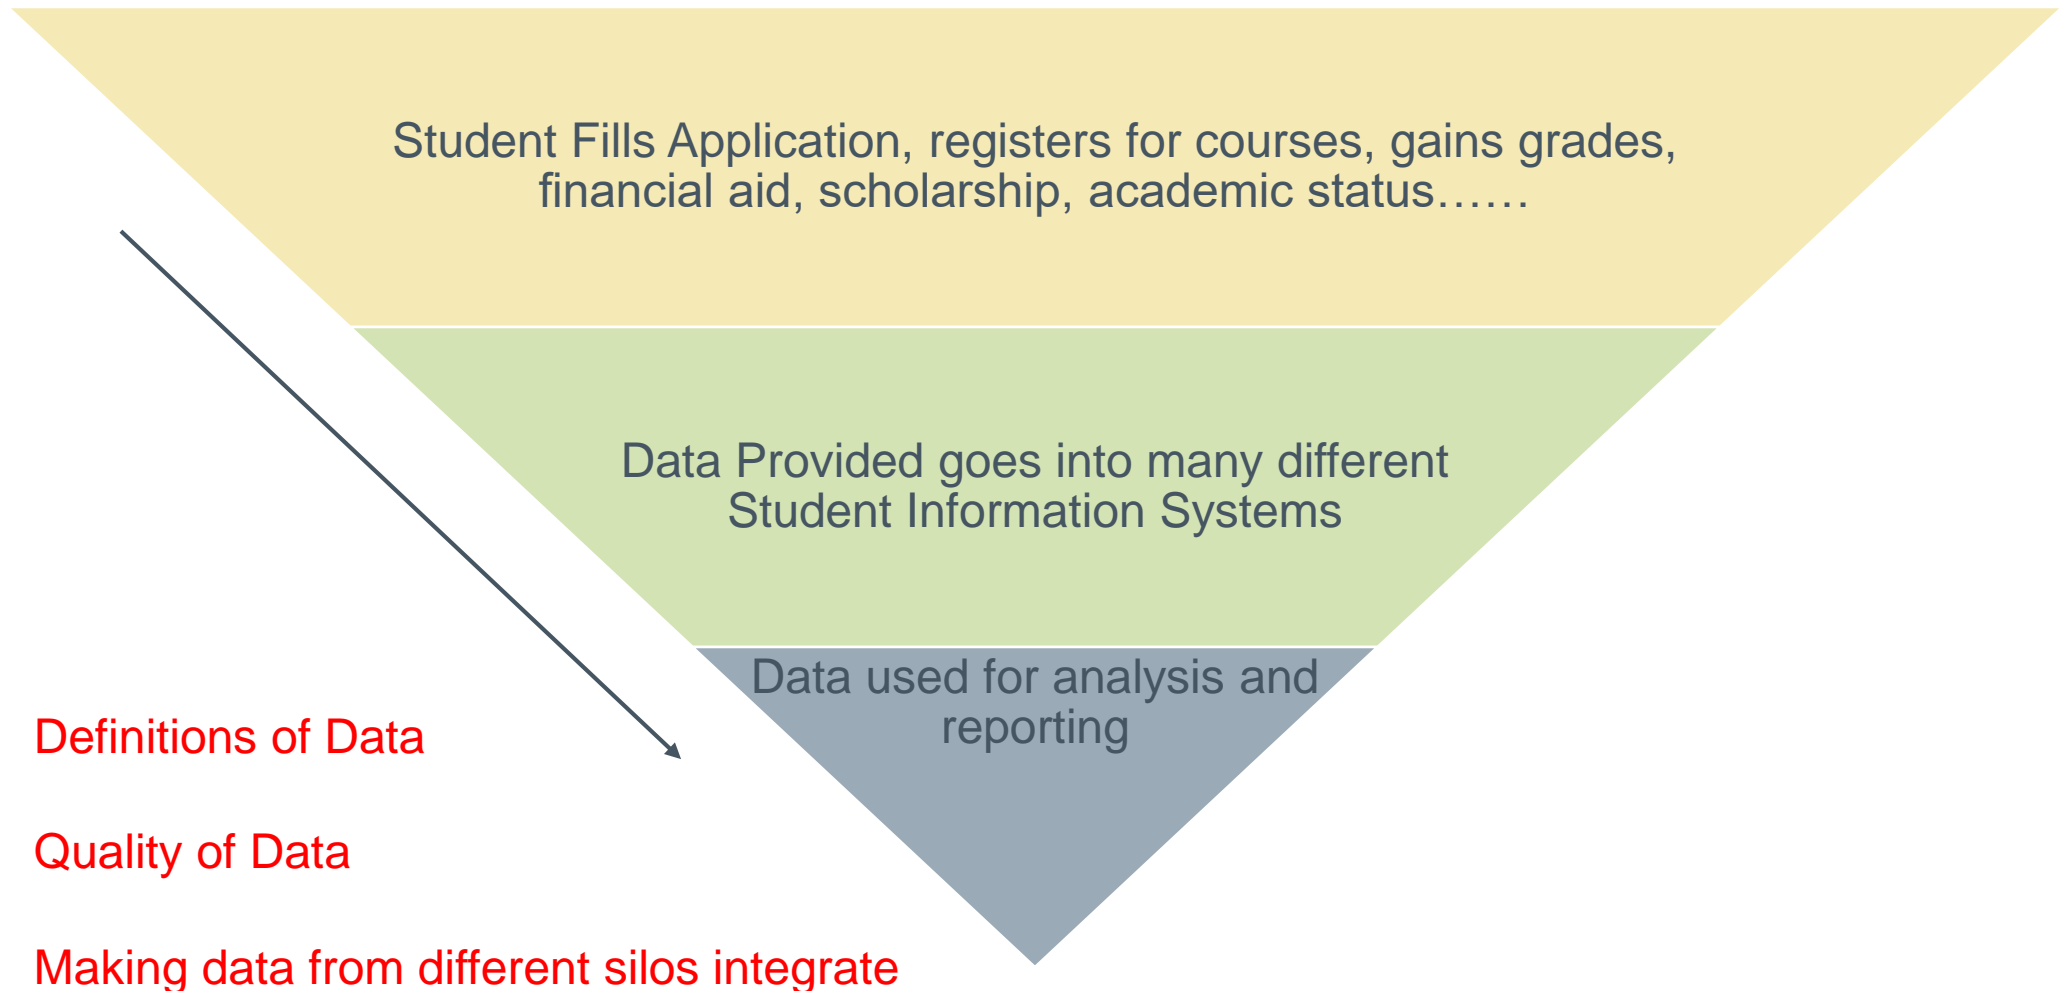 Student Fills Application, registers for courses, gains grades,
financial aid, scholarship, academic status……
Data Provided goes into many different
Student Information Systems
Data used for analysis and
reporting
Definitions of Data
Quality of Data
Making data from different silos integrate